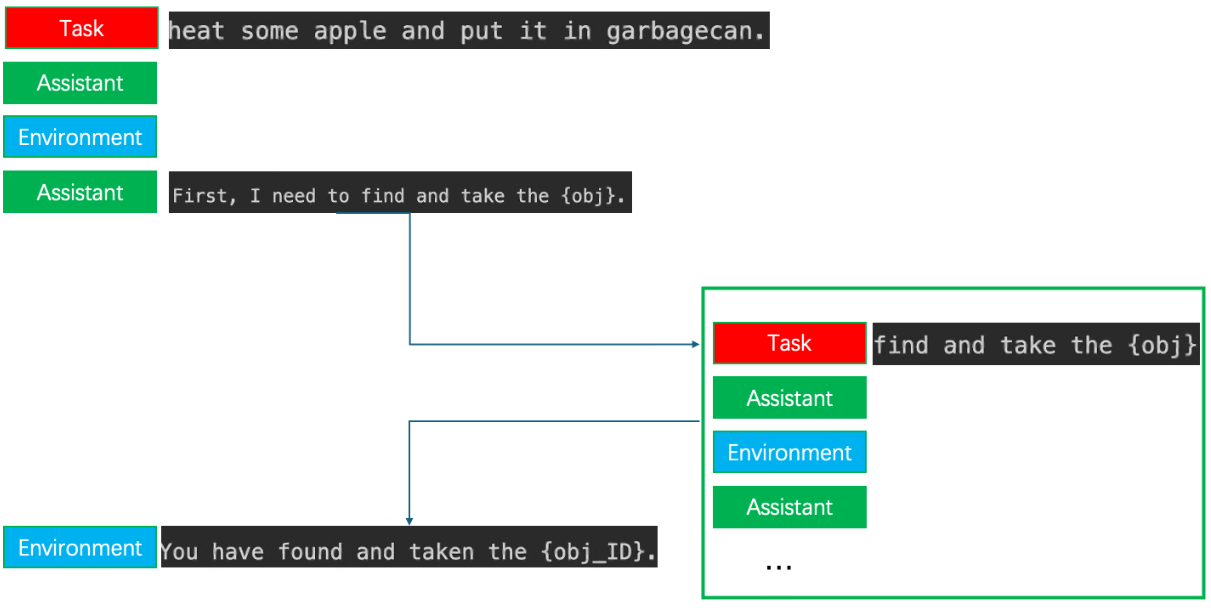 Task heat some apple and put it in garbagecan.
Assistant
Environment
Assistant First, I need to find and take the {obj}.
Task find and take the {obj}
Assistant
Environment
Assistant
...
Environment You have found and taken the {obj_ID}.